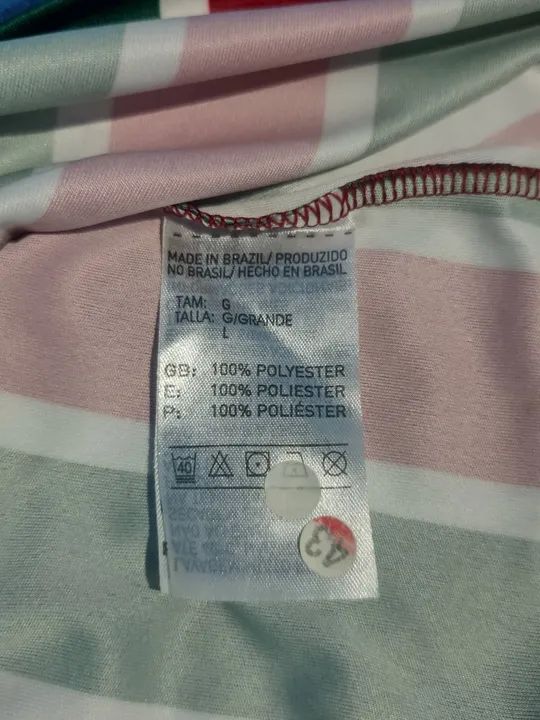 MADE IN BRAZIL/ PRODUZIDO
NO BRASIL/ HECHO EN BRASIL
TAM: G
TALLA: G/GRANDE
L
GB: 100% POLYESTER
E: 100% POLIESTER
P: 100% POLIÉSTER
40
43